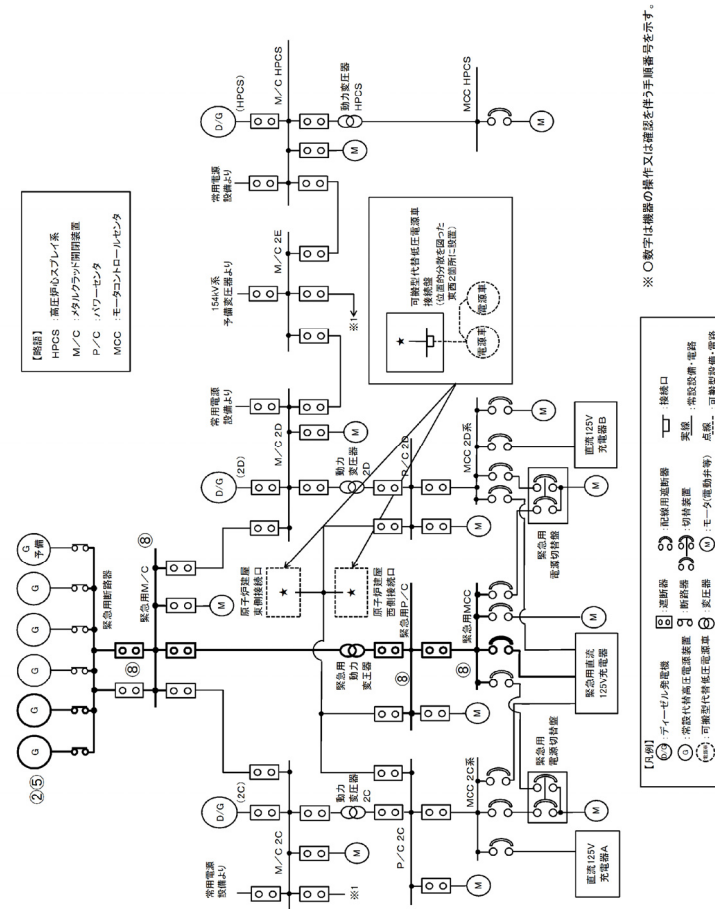 ②⑤
G
G
G
G
G
G
予備
緊急用断路器
⑧
緊急用M/C
⑧
【略語】
HPCS :高圧炉心スプレイ系
M/C :メタルクラッド開閉装置
P/C :パワーセンタ
MCC :モータコントロールセンタ
常用電源
設備より
D/G
(2C)
M/C 2C
※1
M
M
D/G
(2D)
M/C 2D
M
常用電源
設備より
154kV系
予備変圧器より
M/C 2E
※1
常用電源
設備より
D/G
(HPCS)
M/C HPCS
M
動力
変圧器
HPCS
MCC HPCS
M
動力
変圧器
2C
緊急用
動力
変圧器
原子炉建屋
東側接続口
★
原子炉建屋
西側接続口
★
動力
変圧器
2D
可搬型代替低圧電源車
接続盤
(位置的分散を図った
東西2箇所に設置)
★
電源車
電源車
P/C 2C
M
⑧
緊急用P/C
M
P/C 2D
M
MCC 2C系
⑧
緊急用MCC
MCC 2D系
緊急用
電源切替盤
M
M
緊急用
電源切替盤
M
M
直流125V
充電器A
緊急用直流
125V充電器
直流125V
充電器B
【凡例】
D/G :ディーゼル発電機
G :常設代替高圧電源装置
電源車 :可搬型代替低圧電源車
:遮断器
:断路器
:変圧器
:配線用遮断器
:切替装置
M :モータ(電動弁等)
:接続口
実線 :常設設備・電路
点線 :可搬型設備・電路
※ ○数字は機器の操作又は確認を伴う手順番号を示す。